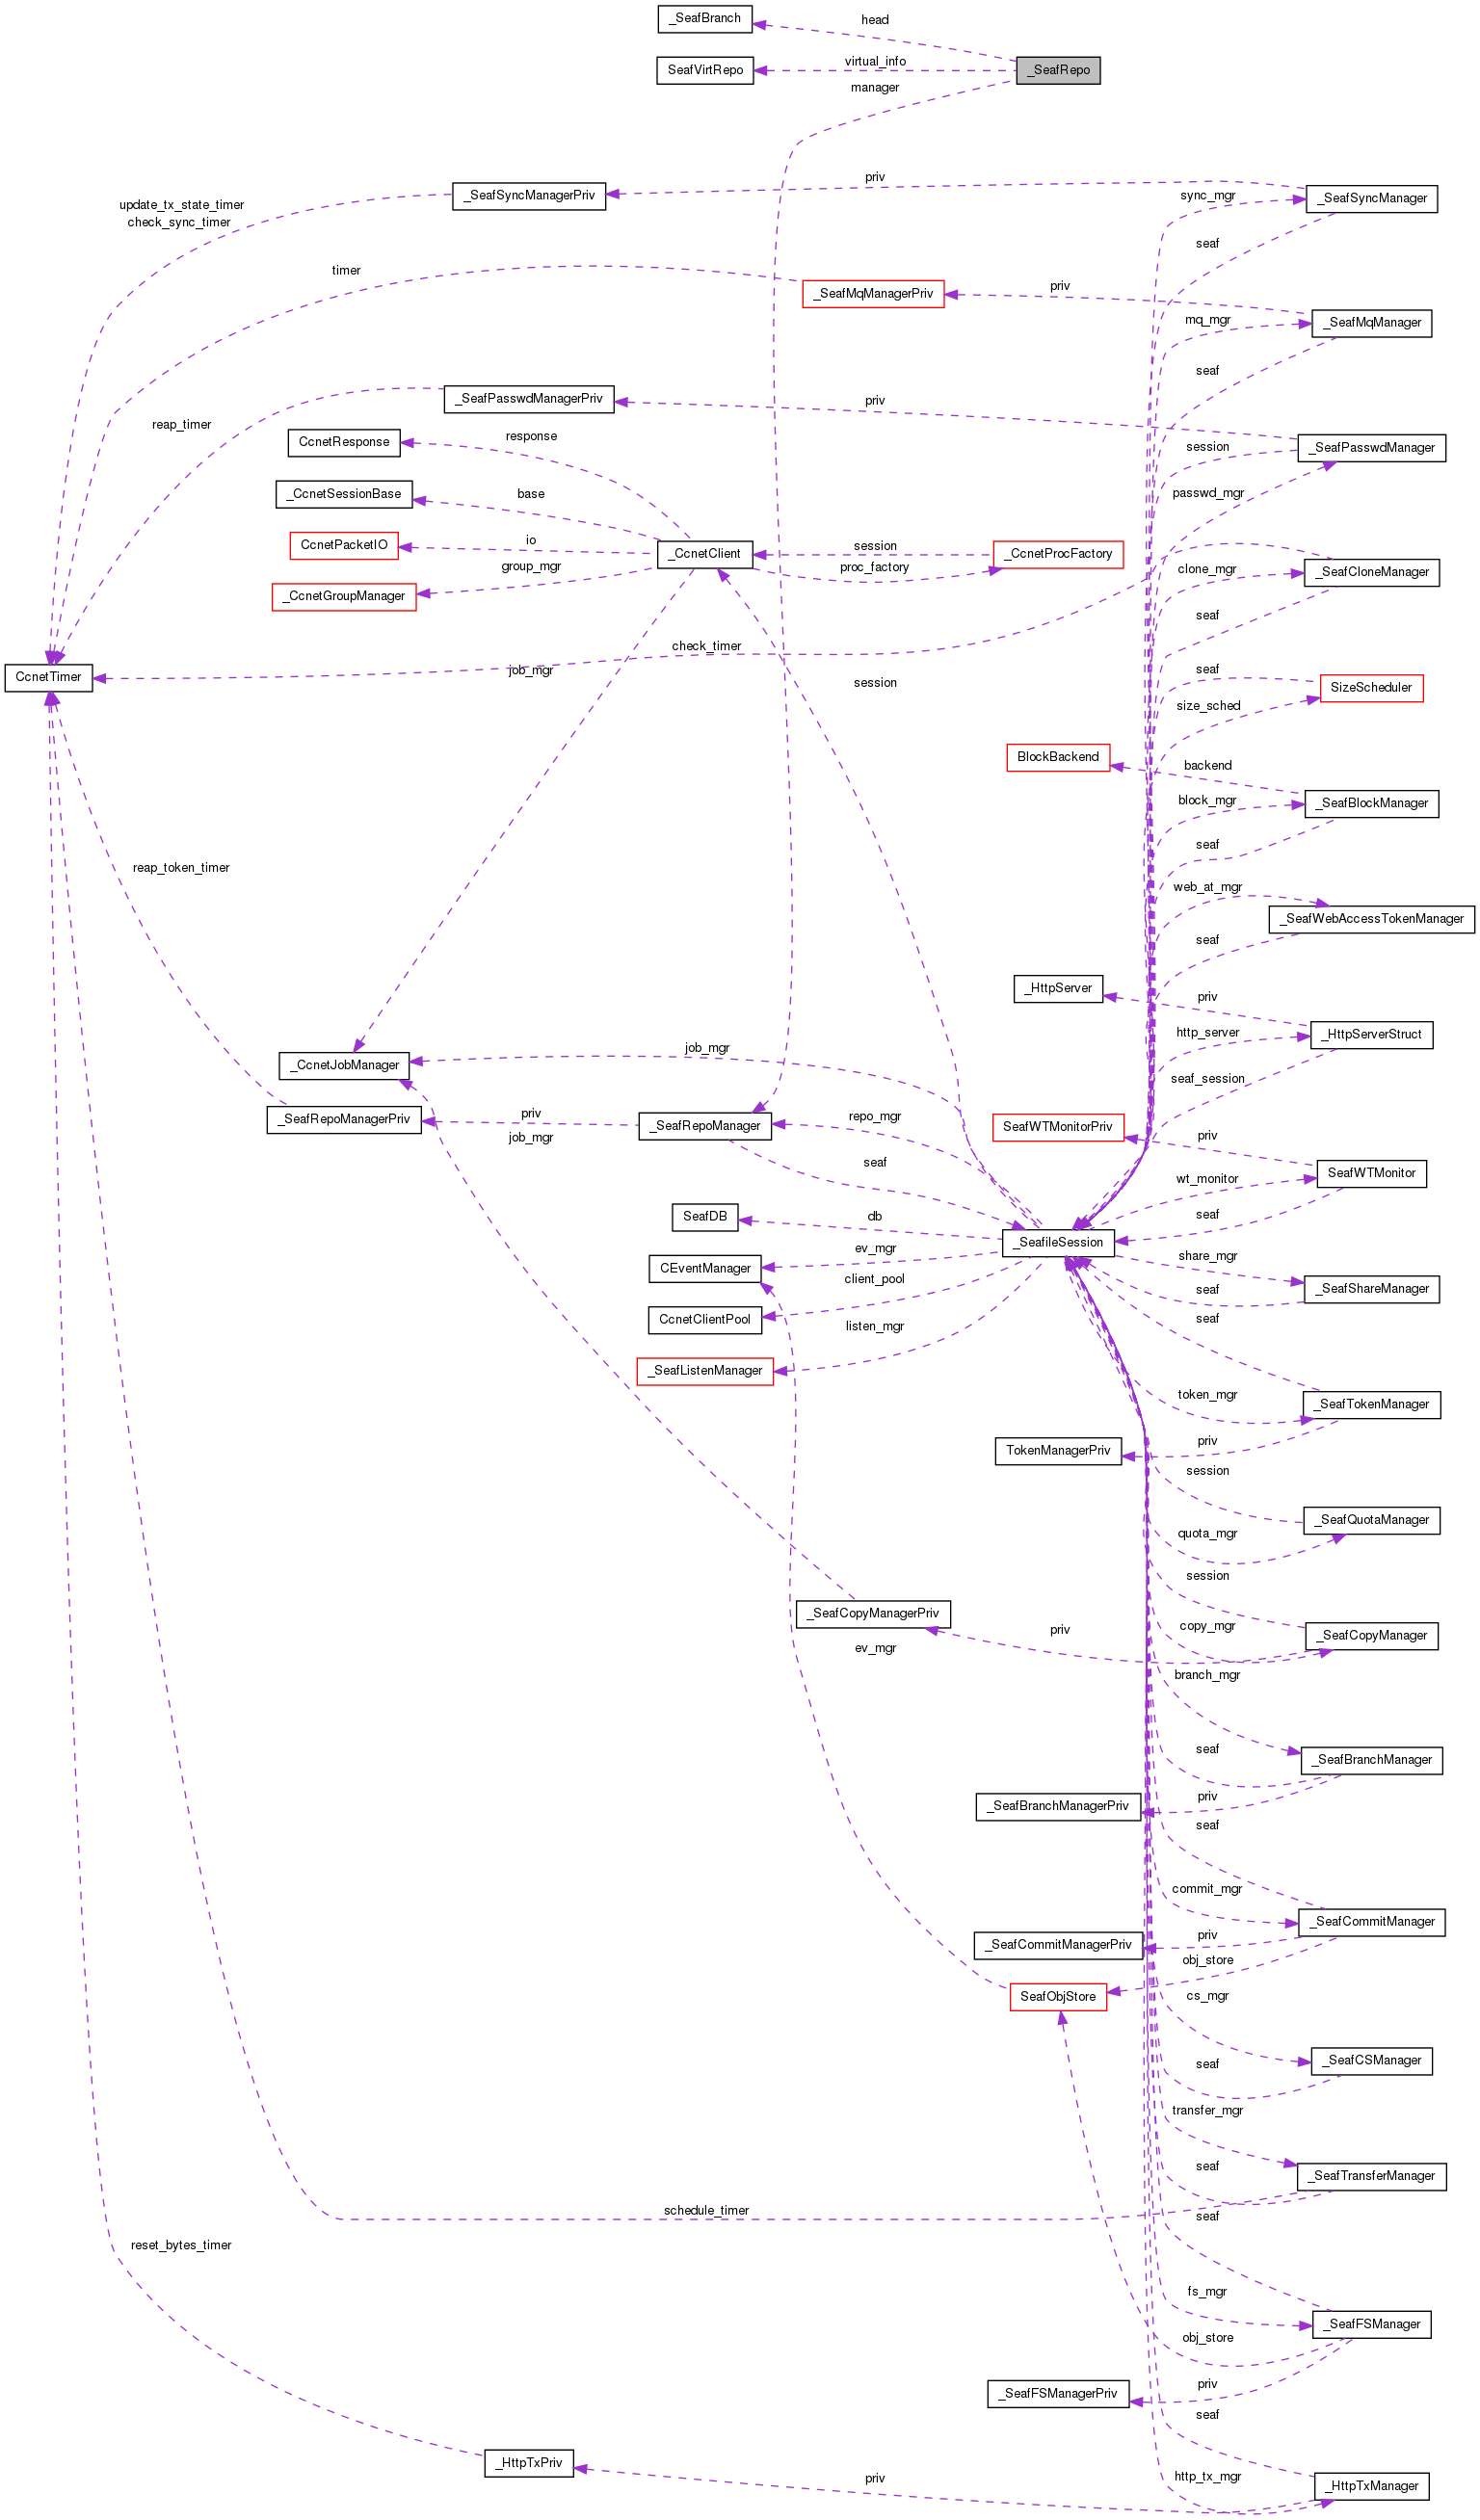 _SeafBranch
head
SeafVirtRepo
virtual_info
_SeafRepo
manager
_SeafSyncManagerPriv
priv
sync_mgr
_SeafSyncManager
update_tx_state_timer
check_sync_timer
seaf
timer
_SeafMqManagerPriv
priv
mq_mgr
_SeafMqManager
seaf
_SeafPasswdManagerPriv
priv
reap_timer
CcnetResponse
response
session
_SeafPasswdManager
_CcnetSessionBase
base
passwd_mgr
CcnetPacketIO
io
_CcnetClient
session
_CcnetProcFactory
group_mgr
proc_factory
clone_mgr
_SeafCloneManager
_CcnetGroupManager
seaf
check_timer
CcnetTimer
job_mgr
session
seaf
SizeScheduler
size_sched
BlockBackend
backend
block_mgr
_SeafBlockManager
seaf
reap_token_timer
web_at_mgr
_SeafWebAccessTokenManager
seaf
_HttpServer
priv
http_server
_HttpServerStruct
_CcnetJobManager
job_mgr
seaf_session
_SeafRepoManagerPriv
priv
_SeafRepoManager
repo_mgr
SeafWTMonitorPriv
priv
job_mgr
seaf
wt_monitor
SeafWTMonitor
SeafDB
db
seaf
_SeafileSession
CEventManager
ev_mgr
share_mgr
client_pool
seaf
_SeafShareManager
CcnetClientPool
listen_mgr
seaf
_SeafListenManager
token_mgr
_SeafTokenManager
TokenManagerPriv
priv
session
_SeafQuotaManager
quota_mgr
session
_SeafCopyManagerPriv
priv
copy_mgr
_SeafCopyManager
ev_mgr
branch_mgr
seaf
_SeafBranchManager
_SeafBranchManagerPriv
priv
seaf
commit_mgr
_SeafCommitManager
_SeafCommitManagerPriv
priv
obj_store
SeafObjStore
cs_mgr
seaf
_SeafCSManager
transfer_mgr
seaf
_SeafTransferManager
schedule_timer
seaf
reset_bytes_timer
fs_mgr
_SeafFSManager
obj_store
_SeafFSManagerPriv
priv
seaf
_HttpTxPriv
priv
http_tx_mgr
_HttpTxManager